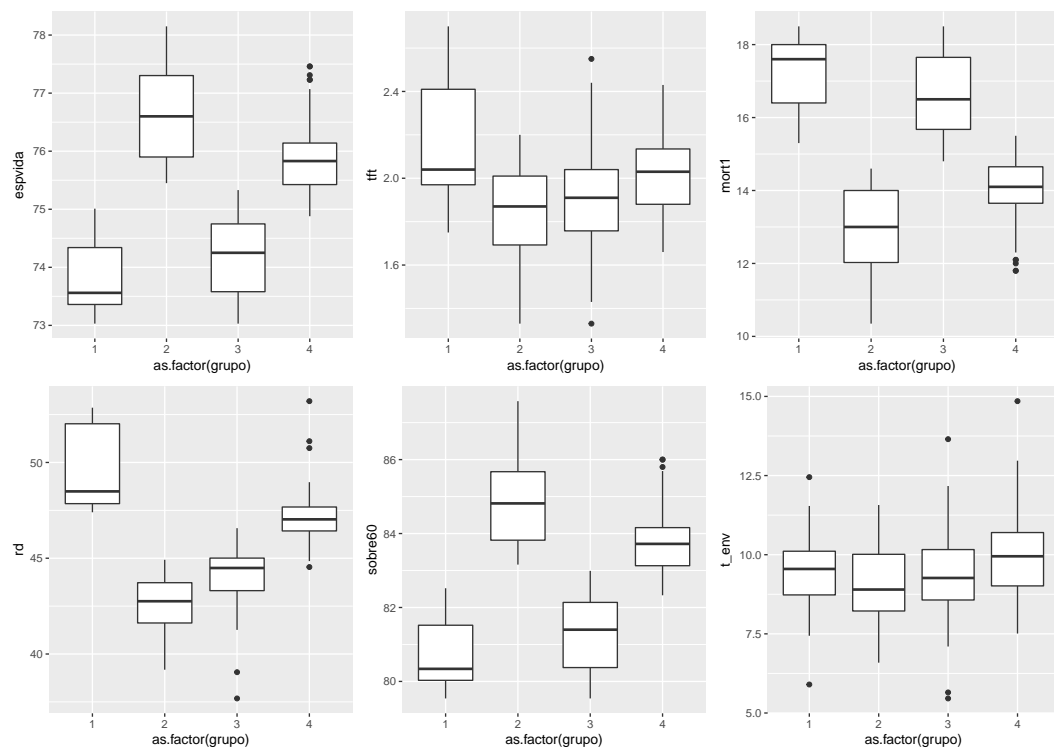 espvida
78
77
76
75
74
73
1 2 3 4
as.factor(grupo)
tft
2.4
2.0
1.6
1 2 3 4
as.factor(grupo)
mort1
18
16
14
12
10
1 2 3 4
as.factor(grupo)
rd
50
45
40
1 2 3 4
as.factor(grupo)
sobre60
86
84
82
80
1 2 3 4
as.factor(grupo)
t_env
15.0
12.5
10.0
7.5
5.0
1 2 3 4
as.factor(grupo)